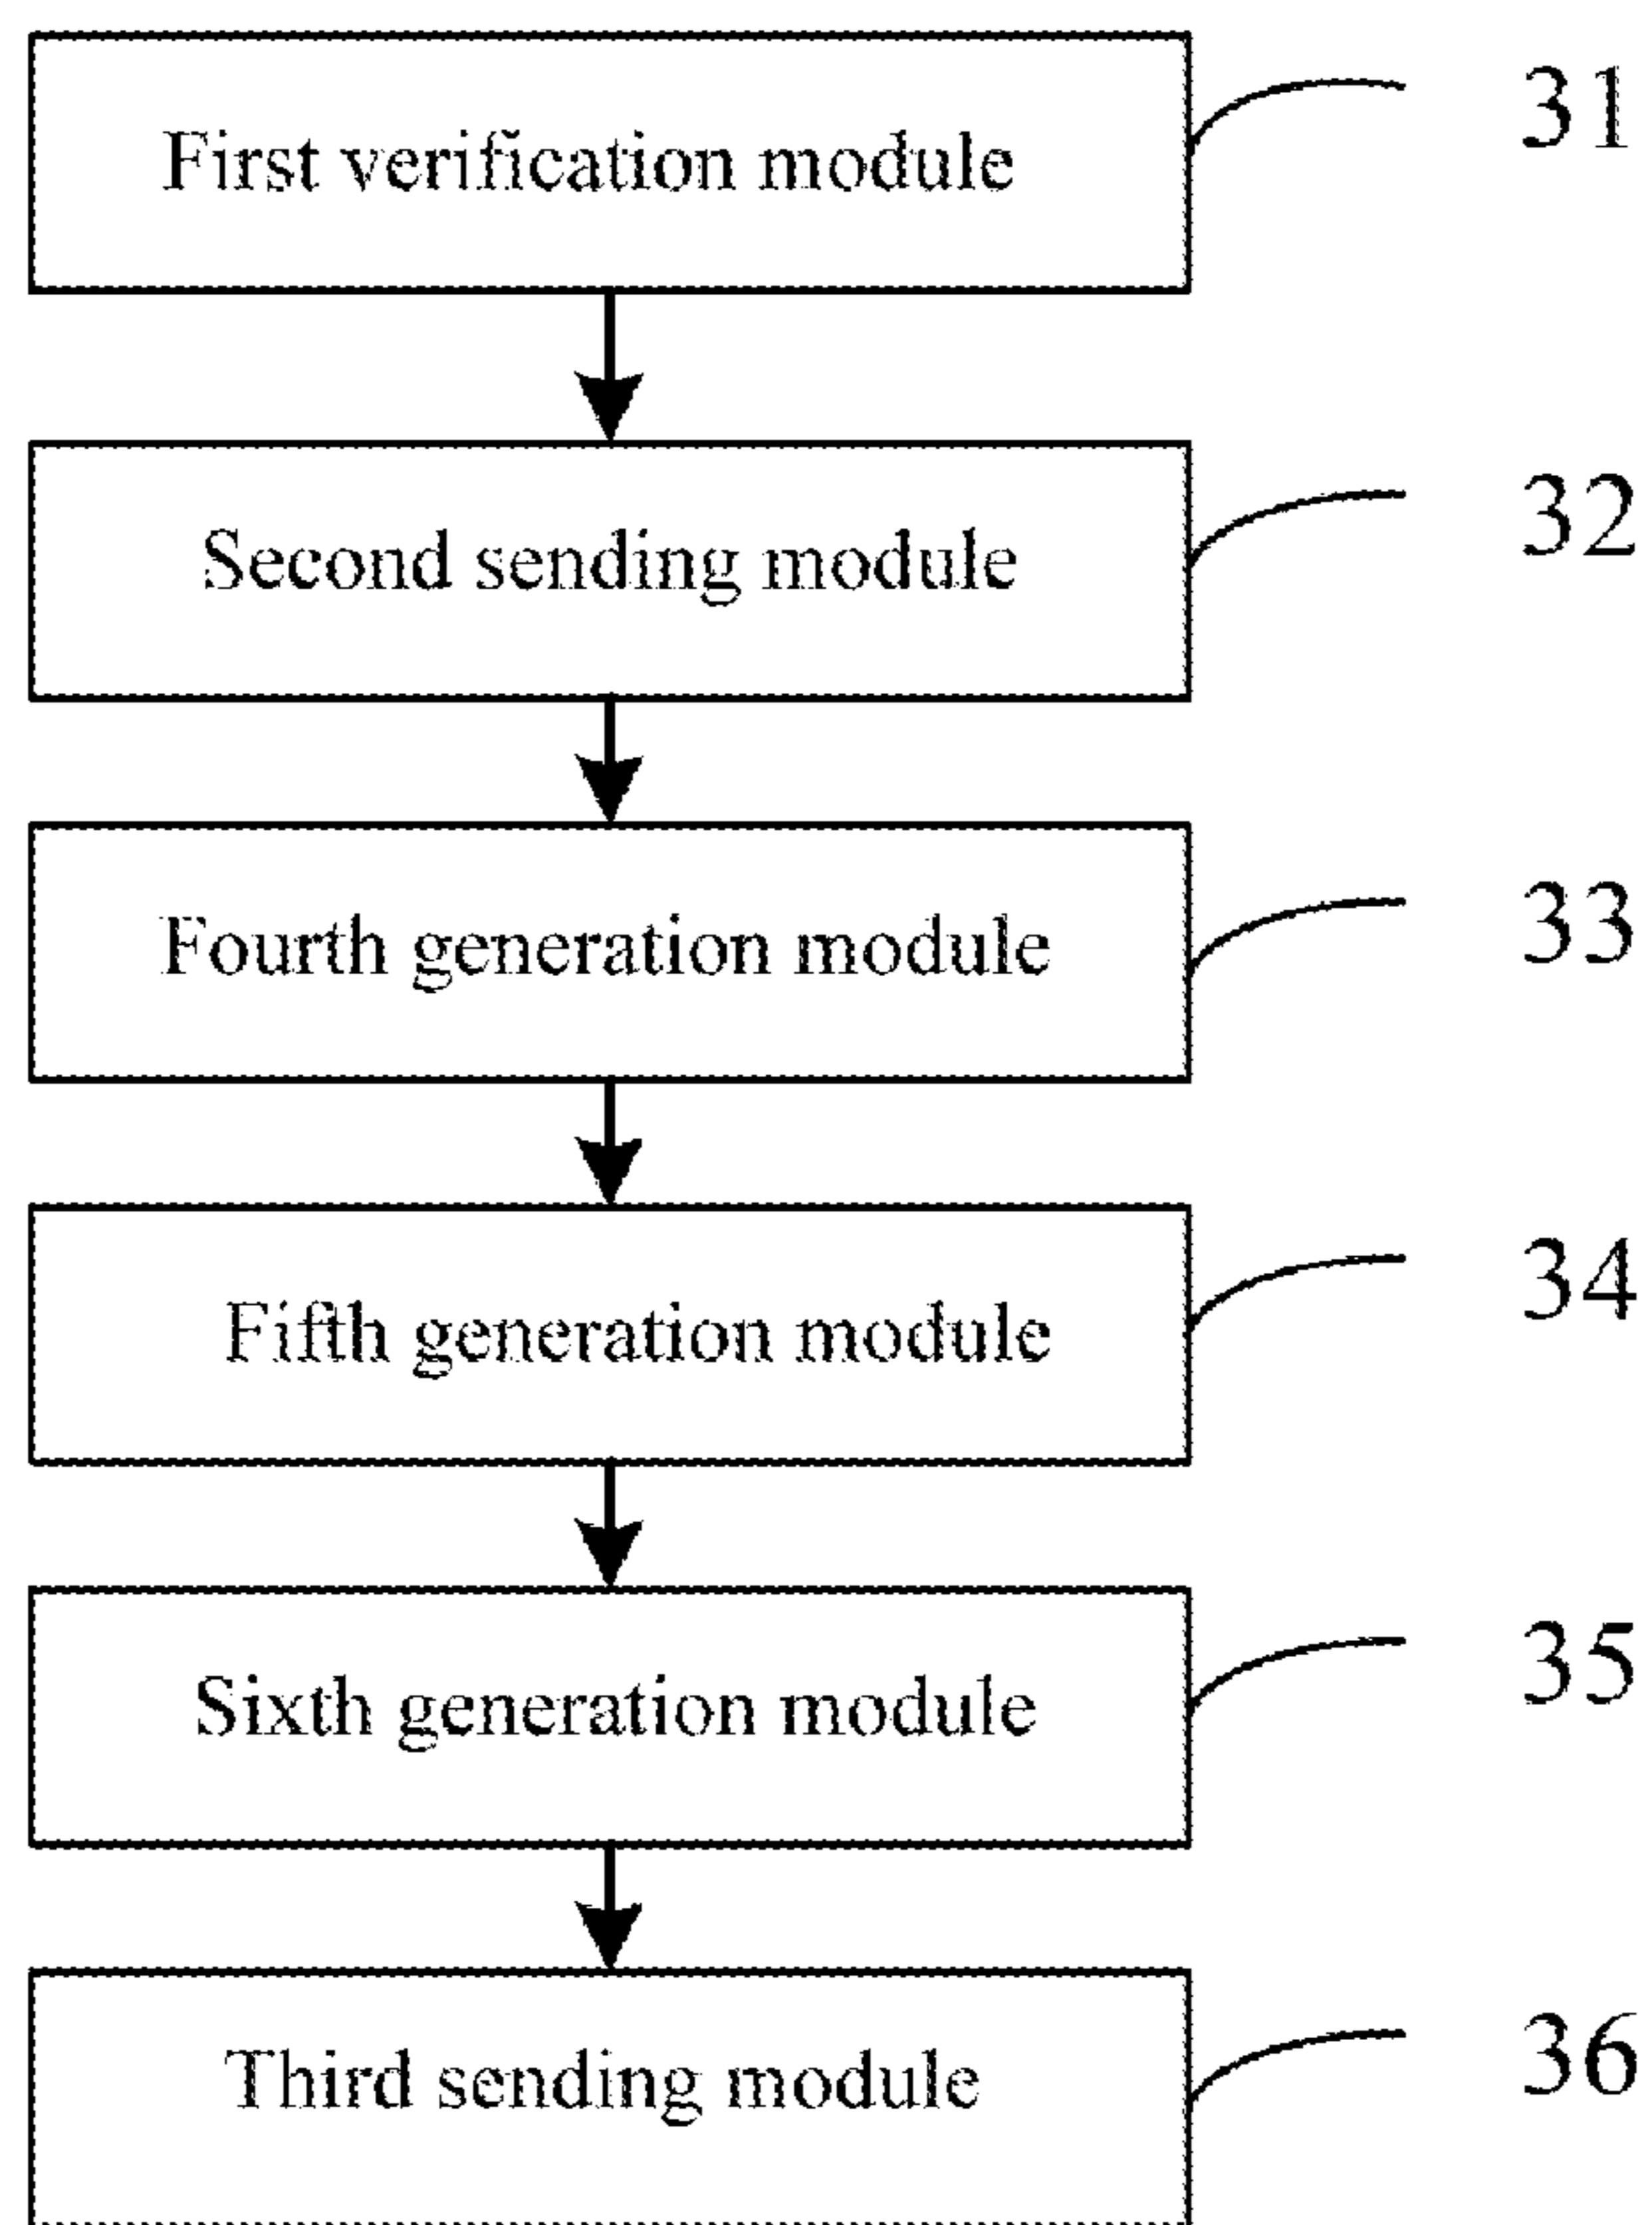 First verification module
31
Second sending module
32
Fourth generation module
33
Fifth generation module
34
Sixth generation module
35
Third sending module
36